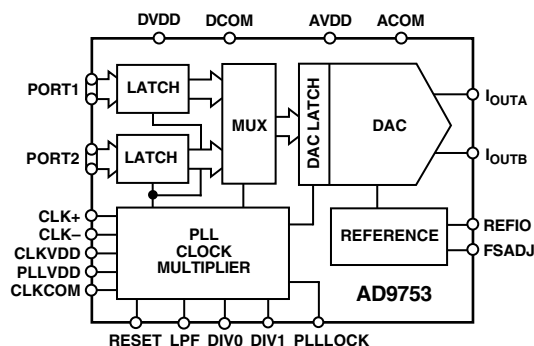 DVDD DCOM AVDD ACOM
PORT1
LATCH
MUX
DAC LATCH
DAC
IOUTA
PORT2
LATCH
IOUTB
CLK+
CLK–
CLKVDD
PLLVDD
CLKCOM
PLL
CLOCK
MULTIPLIER
REFERENCE
REFIO
FSADJ
AD9753
RESET LPF DIV0 DIV1 PLLLOCK